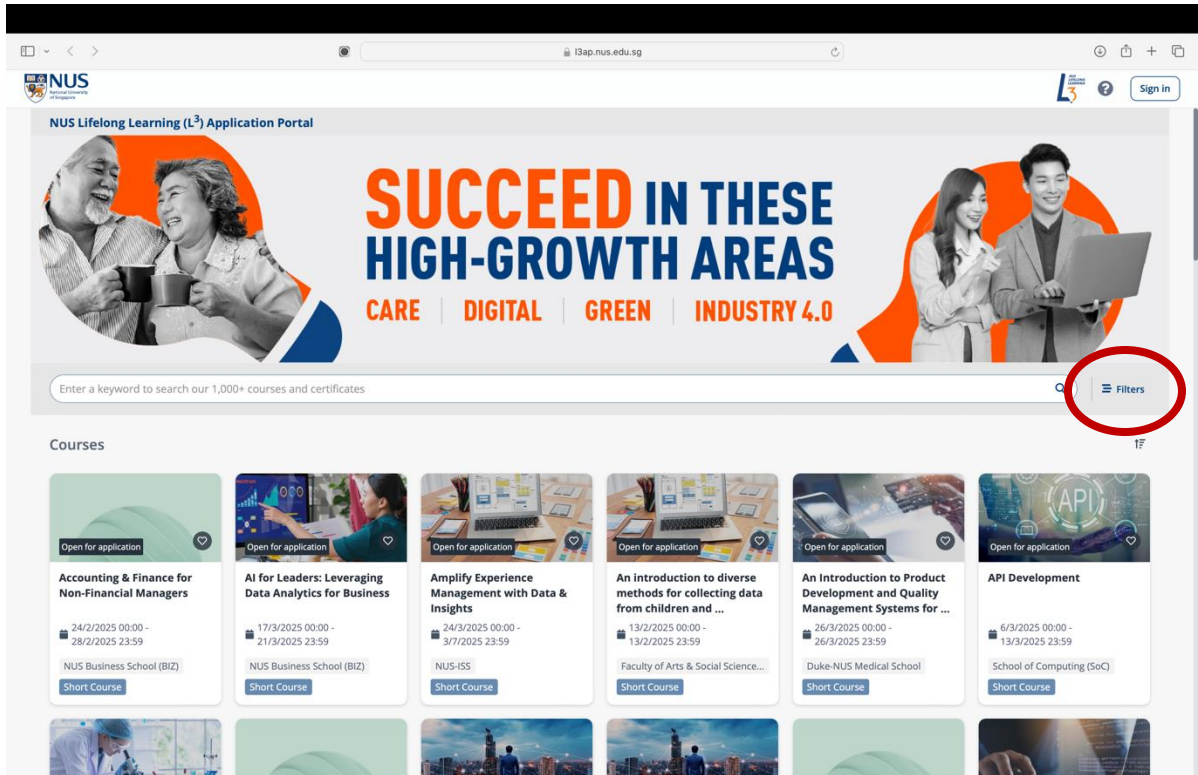 l3ap.nus.edu.sg
NUS
National University
of Singapore
NUS
LIFELONG
LEARNING
L3
?
Sign in
NUS Lifelong Learning (L³) Application Portal
SUCCEED IN THESE
HIGH-GROWTH AREAS
CARE | DIGITAL | GREEN | INDUSTRY 4.0
Enter a keyword to search our 1,000+ courses and certificates
Filters
Courses
Open for application
Accounting & Finance for
Non-Financial Managers
24/2/2025 00:00 -
28/2/2025 23:59
NUS Business School (BIZ)
Short Course
Open for application
AI for Leaders: Leveraging
Data Analytics for Business
17/3/2025 00:00 -
21/3/2025 23:59
NUS Business School (BIZ)
Short Course
Open for application
Amplify Experience
Management with Data &
Insights
24/3/2025 00:00 -
3/7/2025 23:59
NUS-ISS
Short Course
Open for application
An introduction to diverse
methods for collecting data
from children and ...
13/2/2025 00:00 -
13/2/2025 23:59
Faculty of Arts & Social Science...
Short Course
Open for application
An Introduction to Product
Development and Quality
Management Systems for ...
26/3/2025 00:00 -
26/3/2025 23:59
Duke-NUS Medical School
Short Course
API
Open for application
API Development
6/3/2025 00:00 -
13/3/2025 23:59
School of Computing (SoC)
Short Course